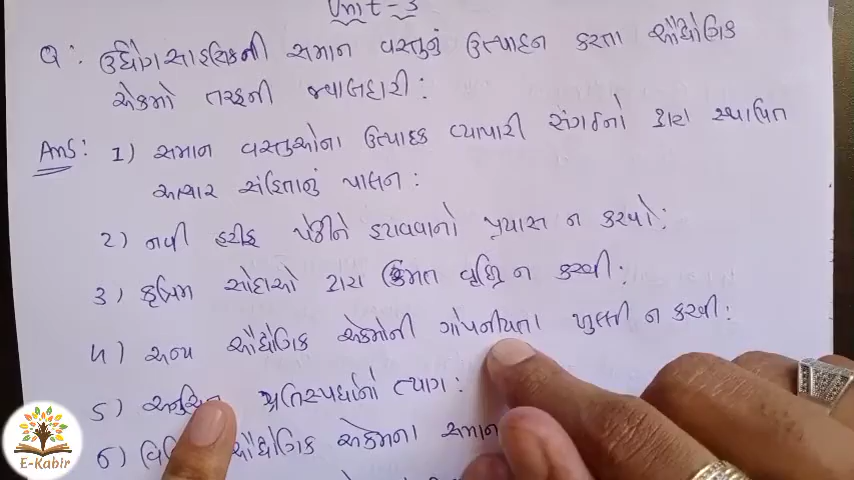 Unit - 3
Q: ઉદ્યોગસાહસિકની સમાન વસ્તુનું ઉત્પાદન કરતા ઔદ્યોગિક
એકમો તરફની જવાબદારી:
Ans: 1) સમાન વસ્તુઓના ઉત્પાદક વ્યાપારી સંગઠનો દ્વારા સ્થાપિત
આચાર સંહિતાનું પાલન:
2) નવી હરીફ પેઢીને હટાવવાનો પ્રયાસ ન કરવો:
3) કૃત્રિમ સોદાઓ દ્વારા કિંમત વૃદ્ધિ ન કરવી:
4) અન્ય ઔદ્યોગિક એકમોની ગોપનીયતા ખુલ્લી ન કરવી:
5) અનુચિત પ્રતિસ્પર્ધાનો ત્યાગ:
6) ઔદ્યોગિક એકમના સમાન
E-Kabir